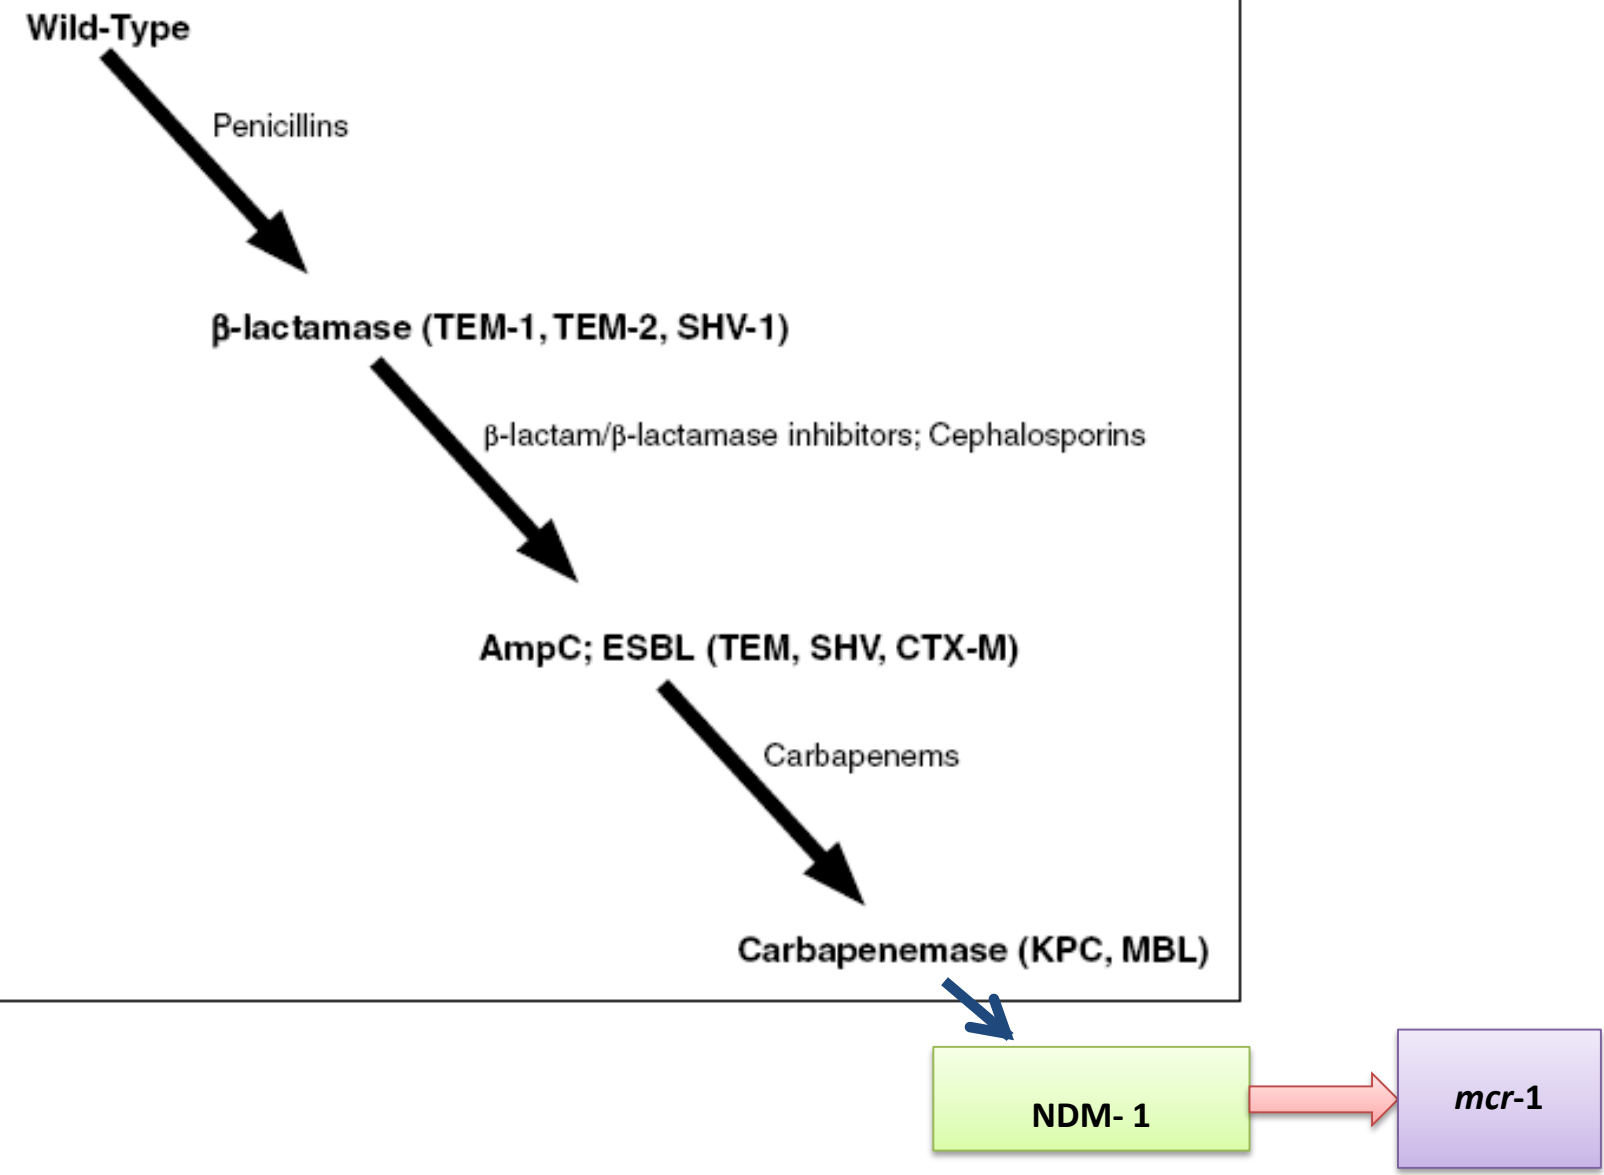 Wild-Type
Penicillins
β-lactamase (TEM-1, TEM-2, SHV-1)
β-lactam/β-lactamase inhibitors; Cephalosporins
AmpC; ESBL (TEM, SHV, CTX-M)
Carbapenems
Carbapenemase (KPC, MBL)
NDM- 1
mcr-1